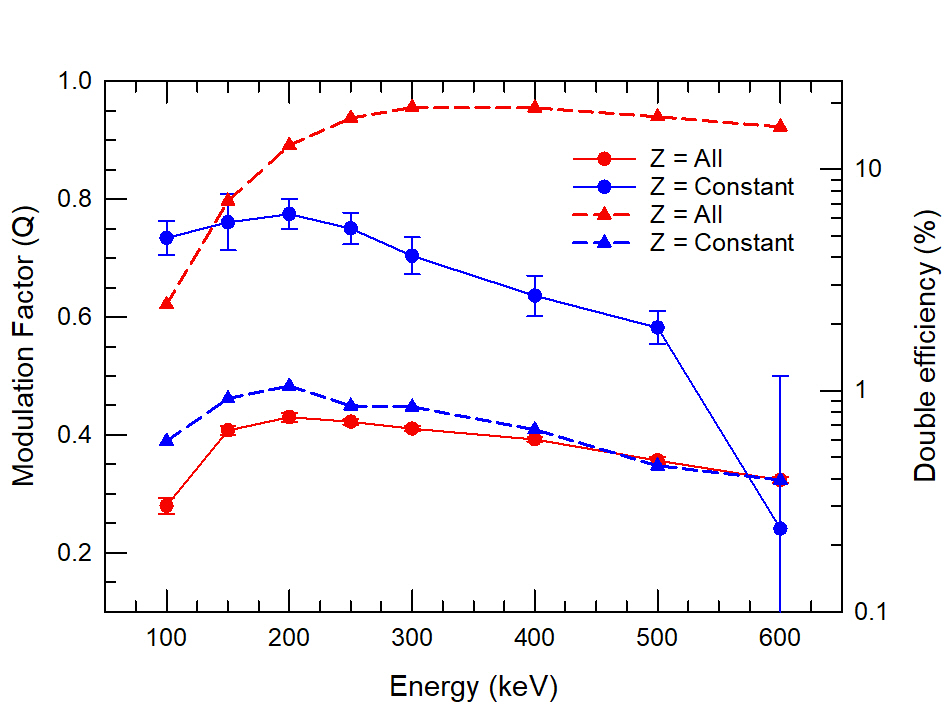 1.0
0.8
0.6
0.4
0.2
Modulation Factor (Q)
Z = All
Z = Constant
Z = All
Z = Constant
10
1
0.1
Double efficiency (%)
100 200 300 400 500 600
Energy (keV)